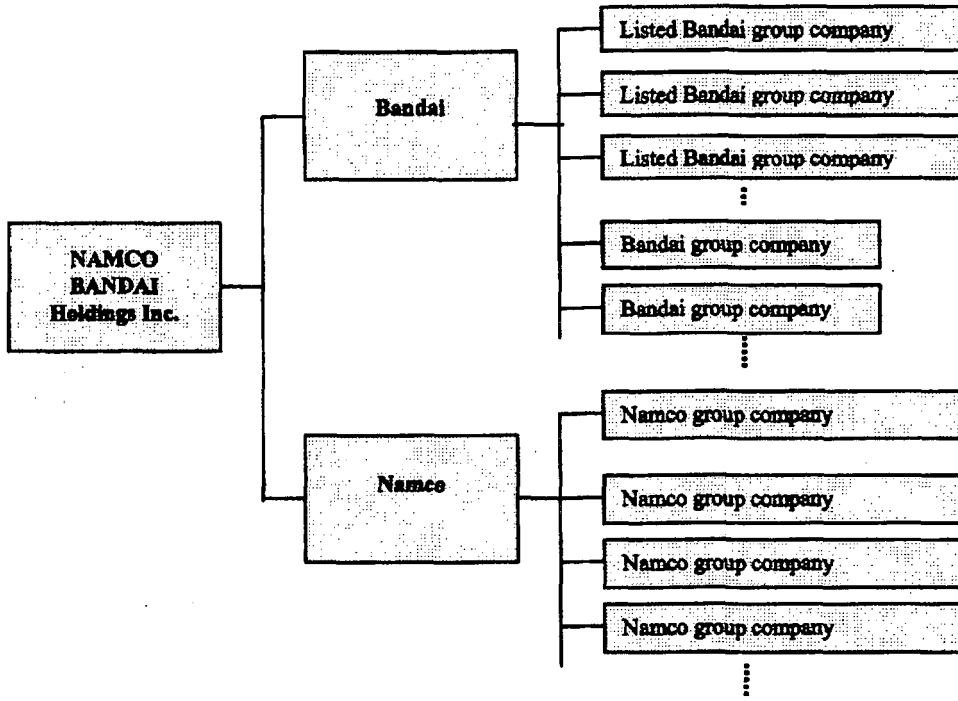 NAMCO
BANDAI
Holdings Inc.
Bandai
Listed Bandai group company
Listed Bandai group company
Listed Bandai group company
Bandai group company
Bandai group company
Namco
Namco group company
Namco group company
Namco group company
Namco group company